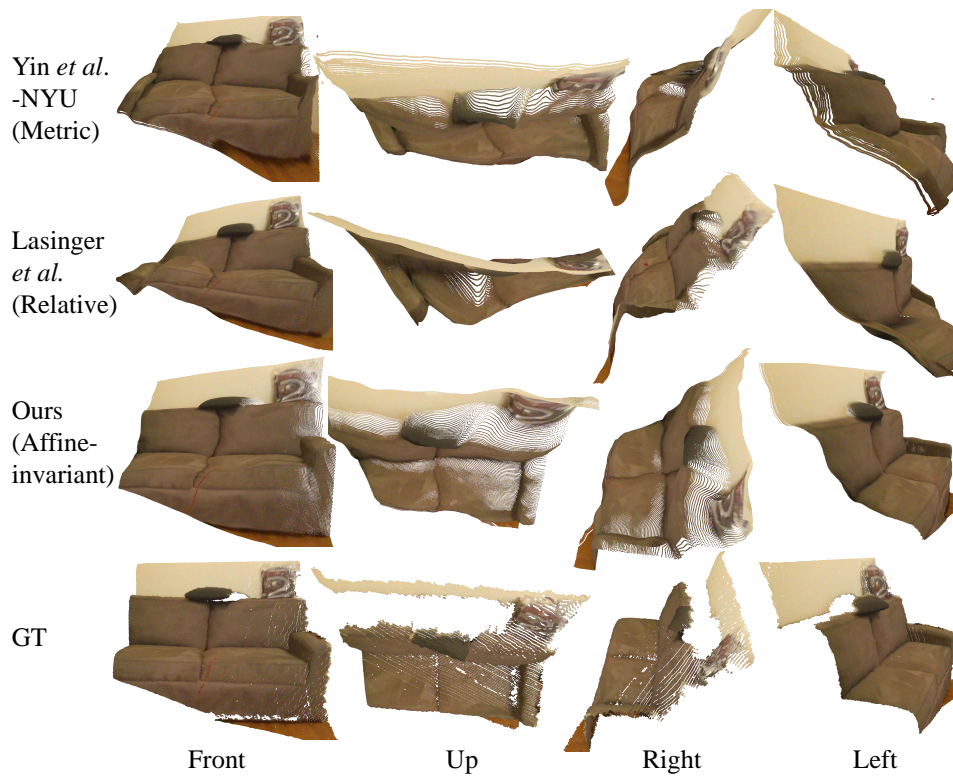 Yin et al.
-NYU
(Metric)
Lasinger
et al.
(Relative)
Ours
(Affine-
invariant)
GT
Front Up Right Left